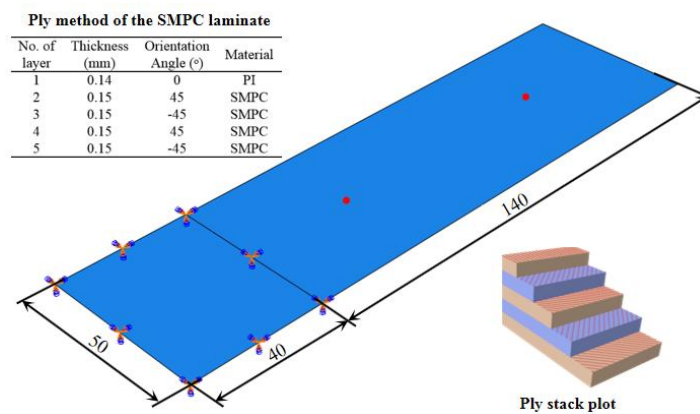 Ply method of the SMPC laminate
No. of layer Thickness (mm) Orientation Angle (°) Material
1 0.14 0 PI
2 0.15 45 SMPC
3 0.15 -45 SMPC
4 0.15 45 SMPC
5 0.15 -45 SMPC
140
50
40
Ply stack plot